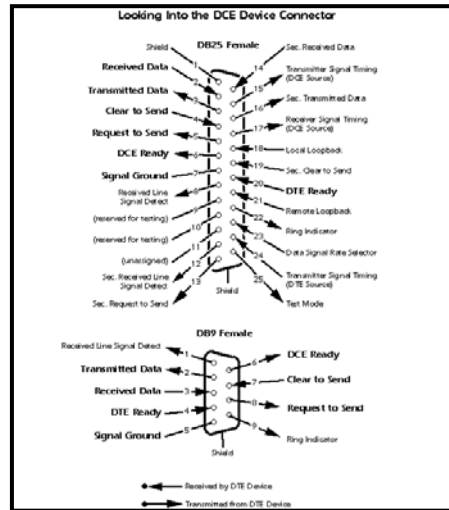 Looking Into the DCE Device Connector
DB25 Female
Shield
1
Received Data
2
Transmitted Data
3
Clear to Send
4
Request to Send
5
DCE Ready
6
Signal Ground
7
Received Line
Signal Detect
8
(reserved for testing)
9
(reserved for testing)
10
(unassigned)
11
Sec. Received Line
Signal Detect
12
Sec. Request to Send
13
14
Sec. Received Data
15
Transmitter Signal Timing
(DCE Source)
16
Sec. Transmitted Data
17
Receiver Signal Timing
(DCE Source)
18
Local Loopback
19
Sec. Clear to Send
20
DTE Ready
21
Remote Loopback
22
Ring Indicator
23
Data Signal Rate Selector
24
Transmitter Signal Timing
(DTE Source)
25
Test Mode
Shield
DB9 Female
Received Line Signal Detect
1
Transmitted Data
2
Received Data
3
DTE Ready
4
Signal Ground
5
6
DCE Ready
7
Clear to Send
8
Request to Send
9
Ring Indicator
Shield
Received by DTE Device
Transmitted from DTE Device